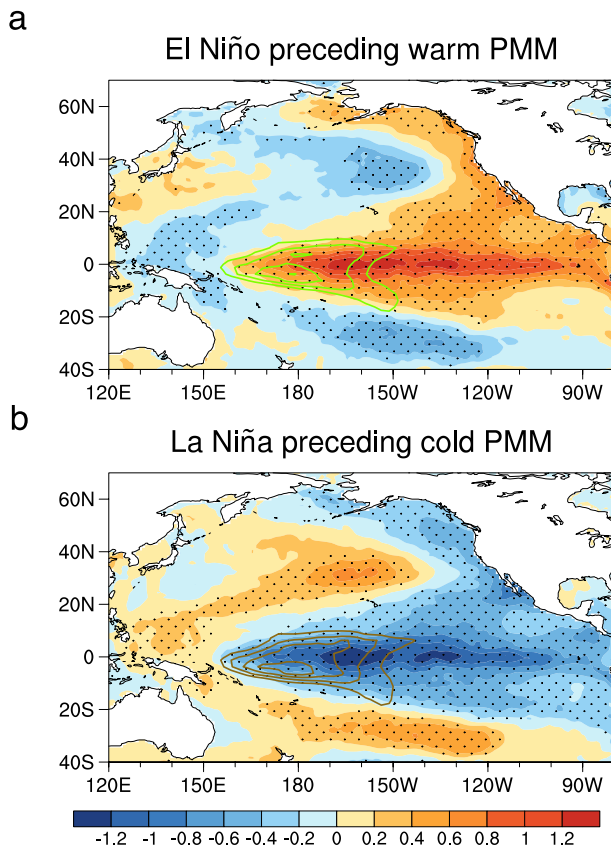 a
El Niño preceding warm PMM
60N
40N
20N
0
20S
40S
120E 150E 180 150W 120W 90W
b
La Niña preceding cold PMM
60N
40N
20N
0
20S
40S
120E 150E 180 150W 120W 90W
-1.2 -1 -0.8 -0.6 -0.4 -0.2 0 0.2 0.4 0.6 0.8 1 1.2